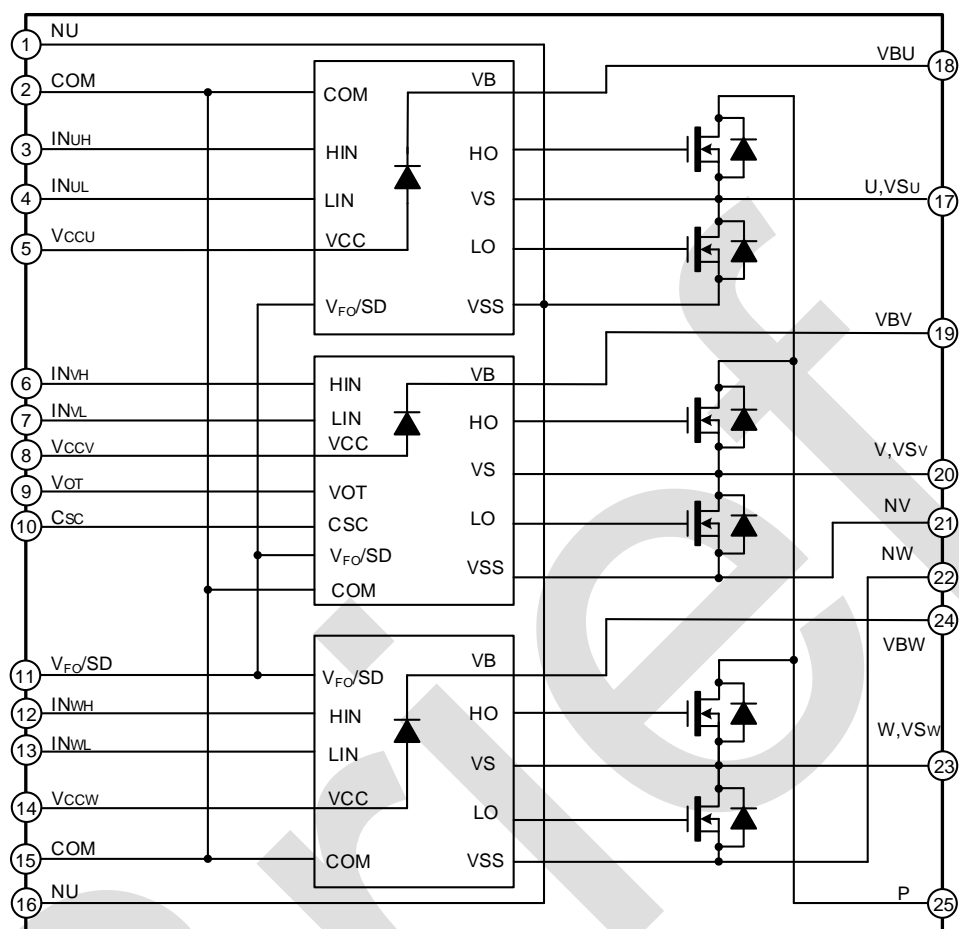 1 NU
2 COM
3 INUH
4 INUL
5 VCCU
6 INVH
7 INVL
8 VCCV
9 VOT
10 CSC
11 VFO/SD
12 INWH
13 INWL
14 VCCW
15 COM
16 NU
COM
HIN
LIN
VCC
VFO/SD
VB
HO
VS
LO
VSS
HIN
LIN
VCC
VOT
CSC
VFO/SD
COM
VB
HO
VS
LO
VSS
VFO/SD
HIN
LIN
VCC
COM
VB
HO
VS
LO
VSS
VBU 18
U,VSU 17
VBV 19
V,VSV 20
NV 21
NW 22
24
VBW
W,VSW
23
P 25
rief